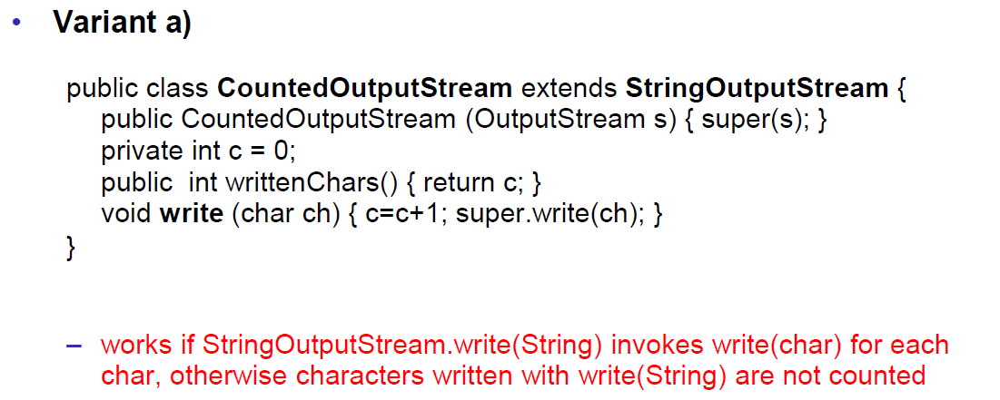 • Variant a)
public class CountedOutputStream extends StringOutputStream {
public CountedOutputStream (OutputStream s) { super(s); }
private int c = 0;
public  int writtenChars() { return c; }
void write (char ch) { c=c+1; super.write(ch); }
}
– works if StringOutputStream.write(String) invokes write(char) for each
char, otherwise characters written with write(String) are not counted